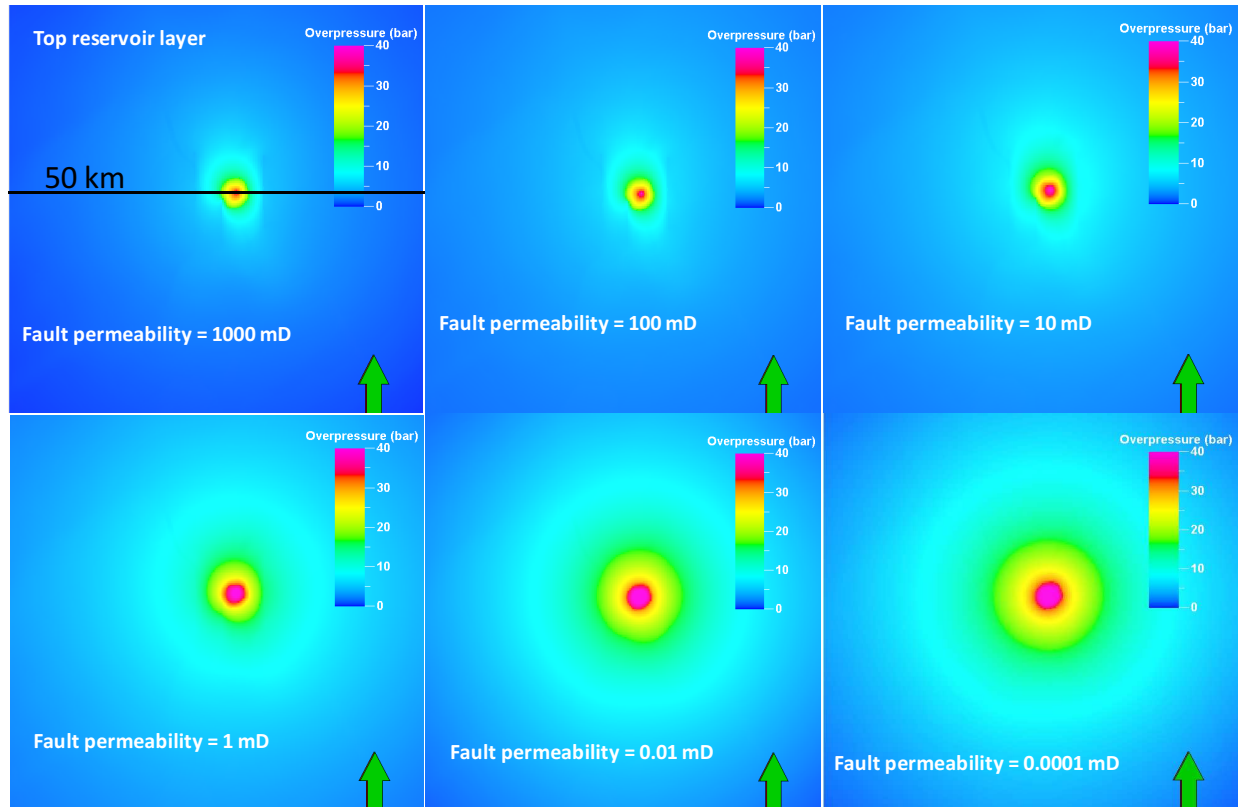 Top reservoir layer
Overpressure (bar)
40
30
20
10
0
50 km
Fault permeability = 1000 mD
Overpressure (bar)
40
30
20
10
0
Fault permeability = 100 mD
Overpressure (bar)
40
30
20
10
0
Fault permeability = 10 mD
Overpressure (bar)
40
30
20
10
0
Fault permeability = 1 mD
Overpressure (bar)
40
30
20
10
0
Fault permeability = 0.01 mD
Overpressure (bar)
40
30
20
10
0
Fault permeability = 0.0001 mD